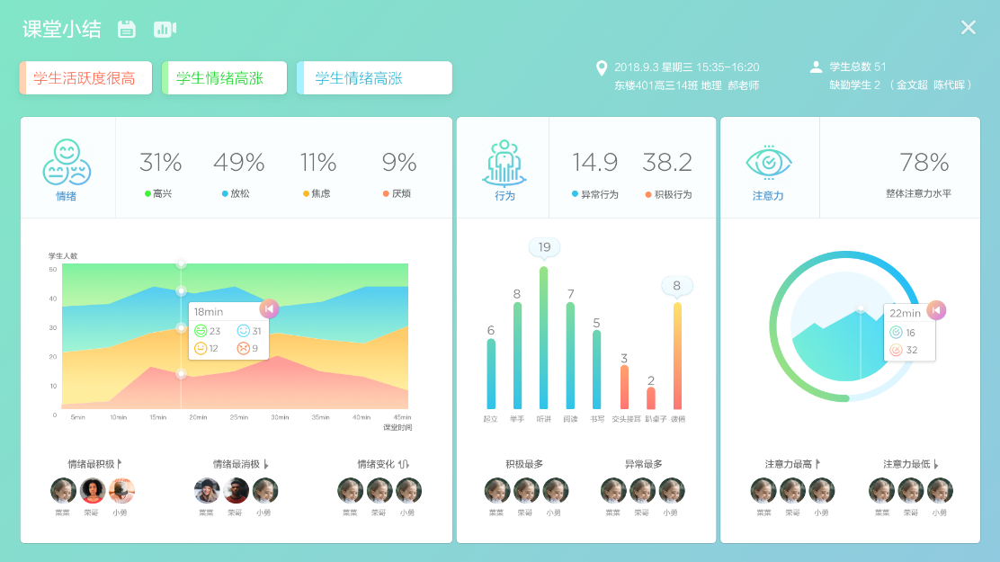 课堂小结
学生活跃度很高
学生情绪高涨
学生情绪高涨
2018.9.3 星期三 15:35-16:20
东楼401高三14班 地理 郝老师
学生总数 51
缺勤学生 2 （ 金文超 陈代晖 ）
情绪
31%
49%
11%
9%
高兴
放松
焦虑
厌烦
学生人数
50
40
30
20
10
0
18min
23
31
12
9
5min
10min
15min
20min
25min
30min
35min
40min
45min
课堂时间
情绪最积极
情绪最消极
情绪变化
菜菜
荣哥
小勇
菜菜
荣哥
小勇
菜菜
荣哥
小勇
行为
14.9
38.2
异常行为
积极行为
6
8
19
7
5
3
2
8
起立
举手
听讲
阅读
书写
交头接耳
趴桌子
疲倦
积极最多
异常最多
菜菜
荣哥
小勇
菜菜
荣哥
小勇
注意力
78%
整体注意力水平
22min
16
32
注意力最高
注意力最低
菜菜
荣哥
小勇
菜菜
荣哥
小勇